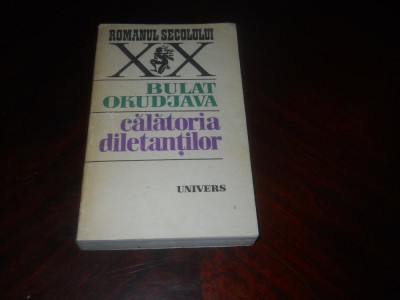 ROMANUL SECOLULUI
XX
BULAT
OKUDJAVA
călătoria
diletanților
UNIVERS